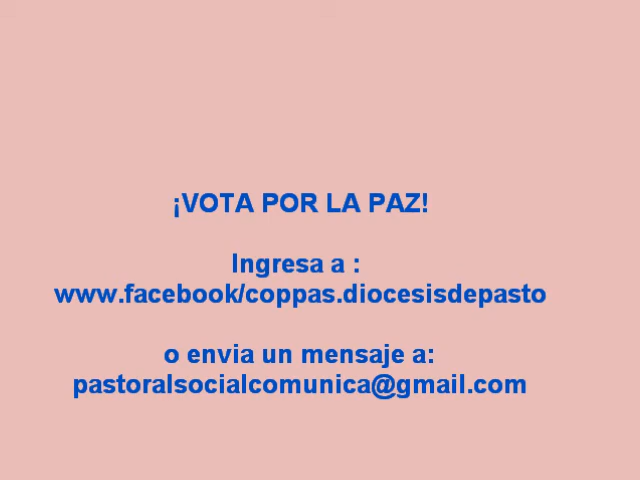 ¡VOTA POR LA PAZ!
Ingresa a :
www.facebook/coppas.diocesisdepasto
o envia un mensaje a:
pastoralsocialcomunica@gmail.com